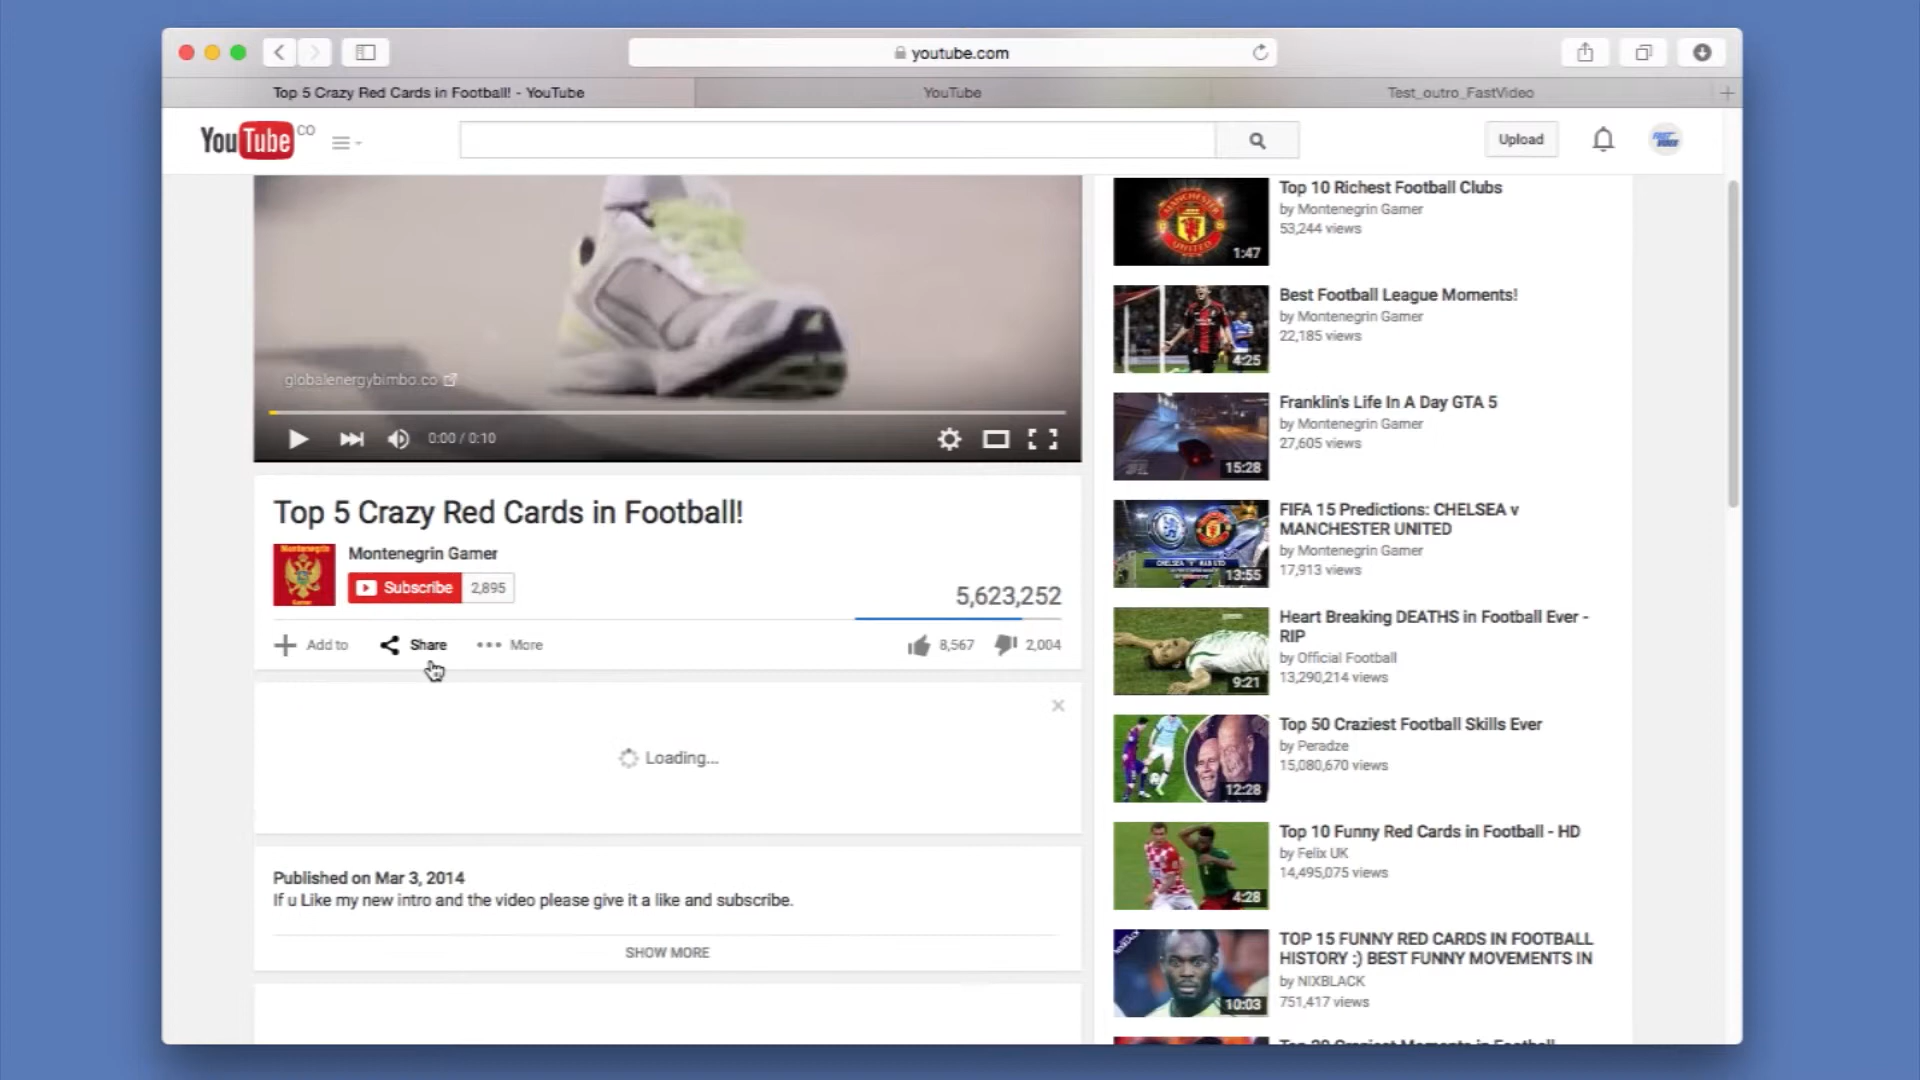 youtube.com
Top 5 Crazy Red Cards in Football! - YouTube
YouTube
Test_outro_FastVideo
YouTube CO
Upload
FAST VIDEO
globalenergybimbo.co
0:00 / 0:10
Top 5 Crazy Red Cards in Football!
Montenegrin Gamer
Subscribe 2,895
5,623,252
Add to
Share
More
8,567
2,004
Loading...
Published on Mar 3, 2014
If u Like my new intro and the video please give it a like and subscribe.
SHOW MORE
MANCHESTER
UNITED
1:47
Top 10 Richest Football Clubs
by Montenegrin Gamer
53,244 views
4:25
Best Football League Moments!
by Montenegrin Gamer
22,185 views
15:28
Franklin's Life In A Day GTA 5
by Montenegrin Gamer
27,605 views
13:55
FIFA 15 Predictions: CHELSEA v
MANCHESTER UNITED
by Montenegrin Gamer
17,913 views
9:21
Heart Breaking DEATHS in Football Ever -
RIP
by Official Football
13,290,214 views
12:28
Top 50 Craziest Football Skills Ever
by Peradze
15,080,670 views
4:28
Top 10 Funny Red Cards in Football - HD
by Felix UK
14,495,075 views
10:03
TOP 15 FUNNY RED CARDS IN FOOTBALL
HISTORY :) BEST FUNNY MOVEMENTS IN
by NIXBLACK
751,417 views